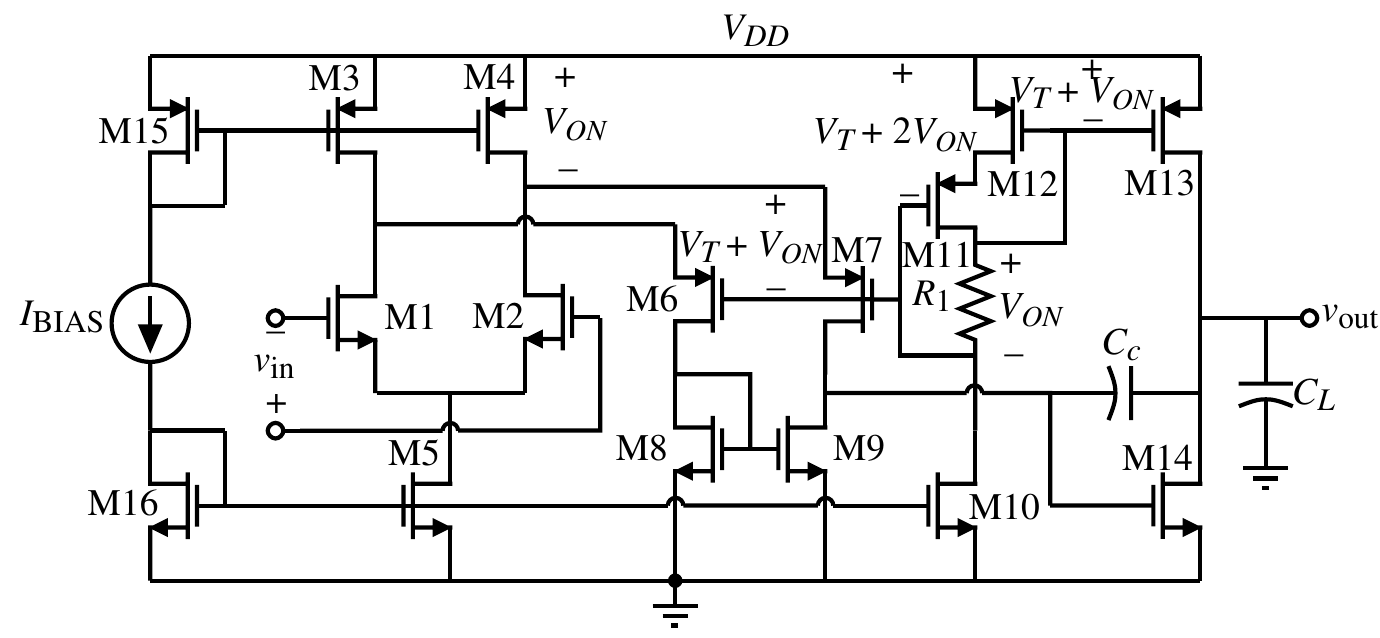 V_DD
M3
M4
+
+
+
V_T + V_ON
M15
V_ON
V_T + 2V_ON
–
–
M12
M13
–
+
V_T + V_ON
M7
M11
+
M6
R_1
V_ON
I_BIAS
M1
M2
v_out
–
–
v_in
C_c
+
C_L
M8
M9
M5
M14
M16
M10